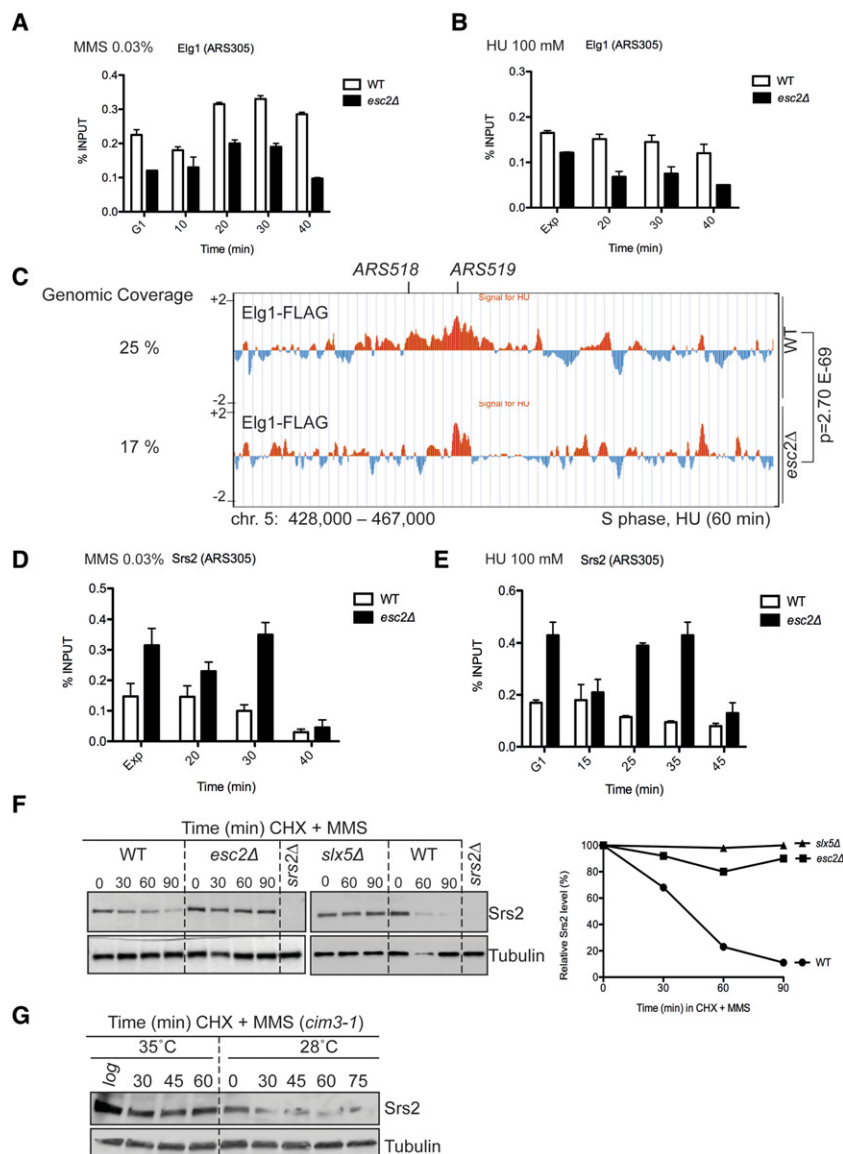 A
MMS 0.03% Elg1 (ARS305)
WT
esc2Δ
% INPUT
0.4
0.3
0.2
0.1
0.0
G1 10 20 30 40
Time (min)
B
HU 100 mM Elg1 (ARS305)
WT
esc2Δ
% INPUT
0.3
0.2
0.1
0.0
Exp 20 30 40
Time (min)
C
ARS518 ARS519
Genomic Coverage
+2
Elg1-FLAG
Signal for HU
25 %
-2
WT
+2
Elg1-FLAG
Signal for HU
17 %
-2
esc2Δ
p=2.70 E-69
chr. 5: 428,000 – 467,000
S phase, HU (60 min)
D
MMS 0.03% Srs2 (ARS305)
WT
esc2Δ
% INPUT
0.5
0.4
0.3
0.2
0.1
0.0
Exp 20 30 40
Time (min)
E
HU 100 mM Srs2 (ARS305)
WT
esc2Δ
% INPUT
0.6
0.4
0.2
0.0
G1 15 25 35 45
Time (min)
F
Time (min) CHX + MMS
WT esc2Δ srs2Δ slx5Δ WT srs2Δ
0 30 60 90 0 30 60 90 0 60 90 0 60 90
Srs2
Tubulin
Relative Srs2 level (%)
100
80
60
40
20
0
0 30 60 90
Time (min) in CHX + MMS
slx5Δ
esc2Δ
WT
G
Time (min) CHX + MMS (cim3-1)
35˚C 28˚C
log 30 45 60 0 30 45 60 75
Srs2
Tubulin